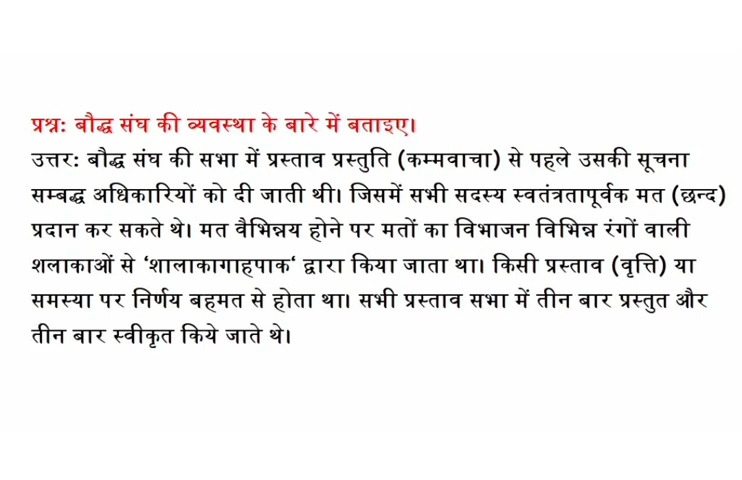 प्रश्न: बौद्ध संघ की व्यवस्था के बारे में बताइए।
उत्तर: बौद्ध संघ की सभा में प्रस्ताव प्रस्तुति (कम्मवाचा) से पहले उसकी सूचना
सम्बद्ध अधिकारियों को दी जाती थी। जिसमें सभी सदस्य स्वतंत्रतापूर्वक मत (छन्द)
प्रदान कर सकते थे। मत वैभिन्नय होने पर मतों का विभाजन विभिन्न रंगों वाली
शलाकाओं से ‘शालाकागाहपाक‘ द्वारा किया जाता था। किसी प्रस्ताव (वृत्ति) या
समस्या पर निर्णय बहमत से होता था। सभी प्रस्ताव सभा में तीन बार प्रस्तुत और
तीन बार स्वीकृत किये जाते थे।